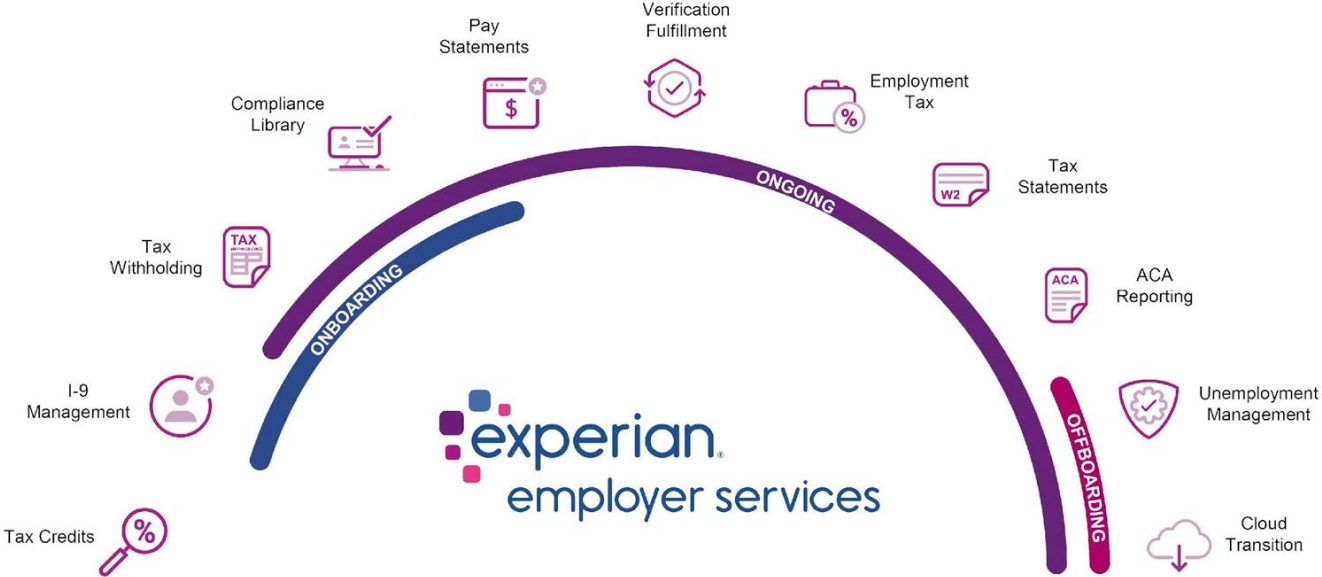 Verification
Fulfillment
Pay
Statements
$
Employment
Tax
%
Compliance
Library
Tax
Statements
W2
ONGOING
Tax
Withholding
TAX
WITHHOLDING
ONBOARDING
ACA
Reporting
ACA
I-9
Management
Unemployment
Management
OFFBOARDING
experian®
employer services
Tax Credits
%
Cloud
Transition